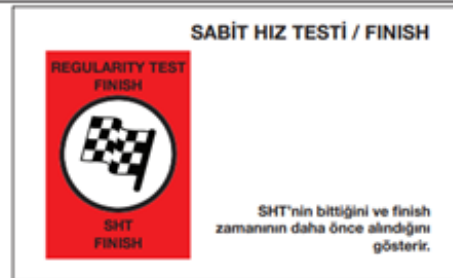 SABİT HIZ TESTİ / FINISH
REGULARITY TEST
FINISH
SHT
FINISH
SHT'nin bittiğini ve finish
zamanının daha önce alındığını
gösterir.